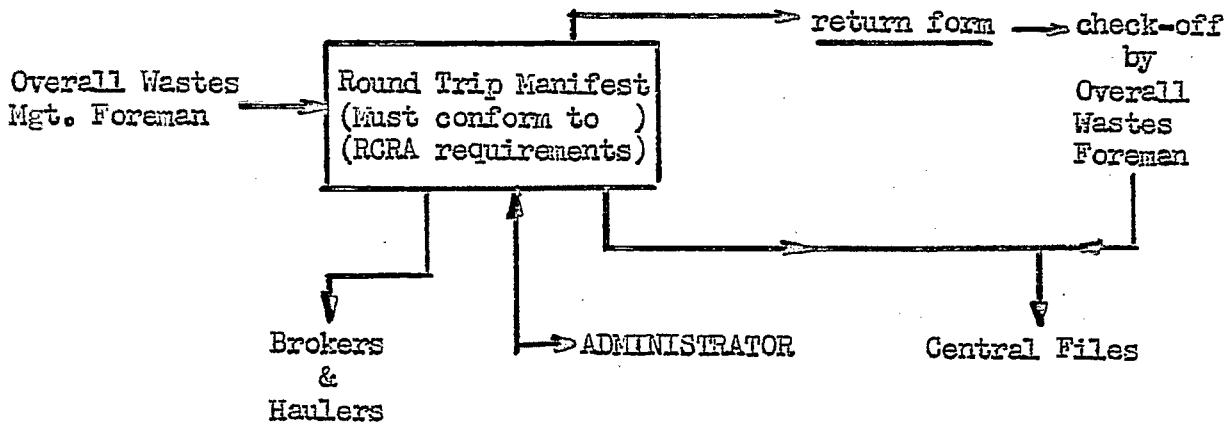 return form
check-off
by
Overall
Wastes
Foreman
Overall Wastes
Mgt. Foreman
Round Trip Manifest
(Must conform to )
(RCRA requirements)
Brokers
&
Haulers
ADMINISTRATOR
Central Files